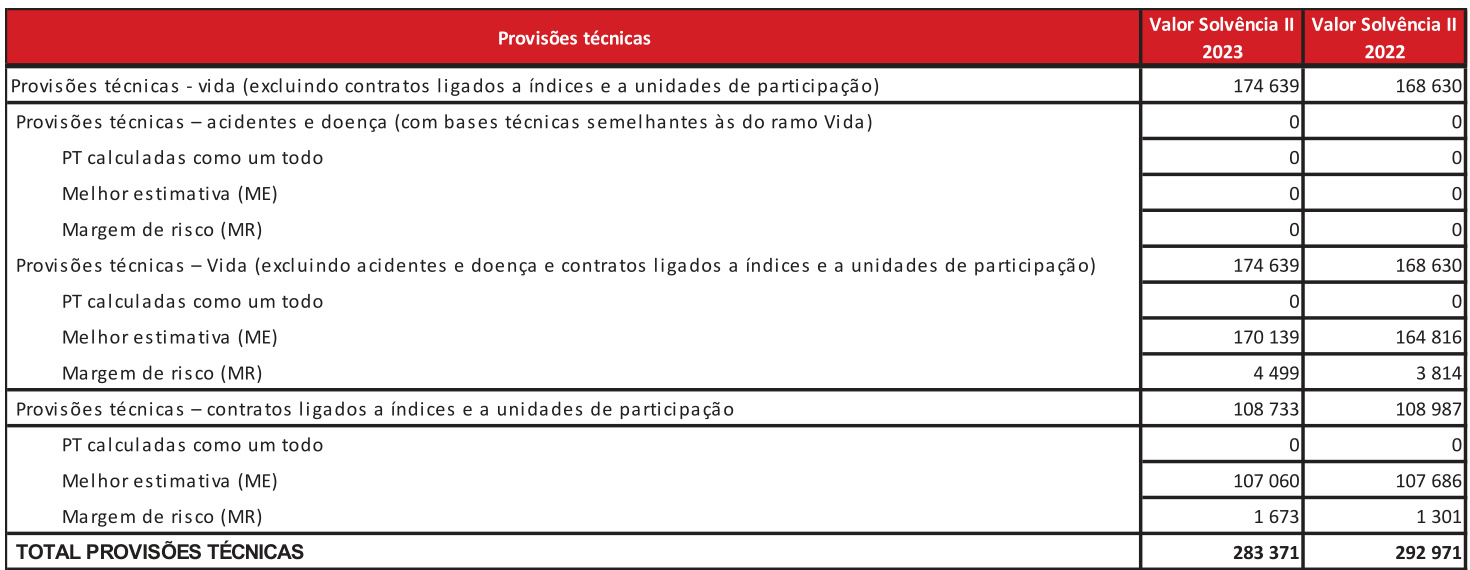 Provisões técnicas Valor Solvência II 2023 Valor Solvência II 2022
Provisões técnicas - vida (excluindo contratos ligados a índices e a unidades de participação) 174 639 168 630
Provisões técnicas – acidentes e doença (com bases técnicas semelhantes às do ramo Vida) 0 0
PT calculadas como um todo 0 0
Melhor estimativa (ME) 0 0
Margem de risco (MR) 0 0
Provisões técnicas – Vida (excluindo acidentes e doença e contratos ligados a índices e a unidades de participação) 174 639 168 630
PT calculadas como um todo 0 0
Melhor estimativa (ME) 170 139 164 816
Margem de risco (MR) 4 499 3 814
Provisões técnicas – contratos ligados a índices e a unidades de participação 108 733 108 987
PT calculadas como um todo 0 0
Melhor estimativa (ME) 107 060 107 686
Margem de risco (MR) 1 673 1 301
TOTAL PROVISÕES TÉCNICAS 283 371 292 971